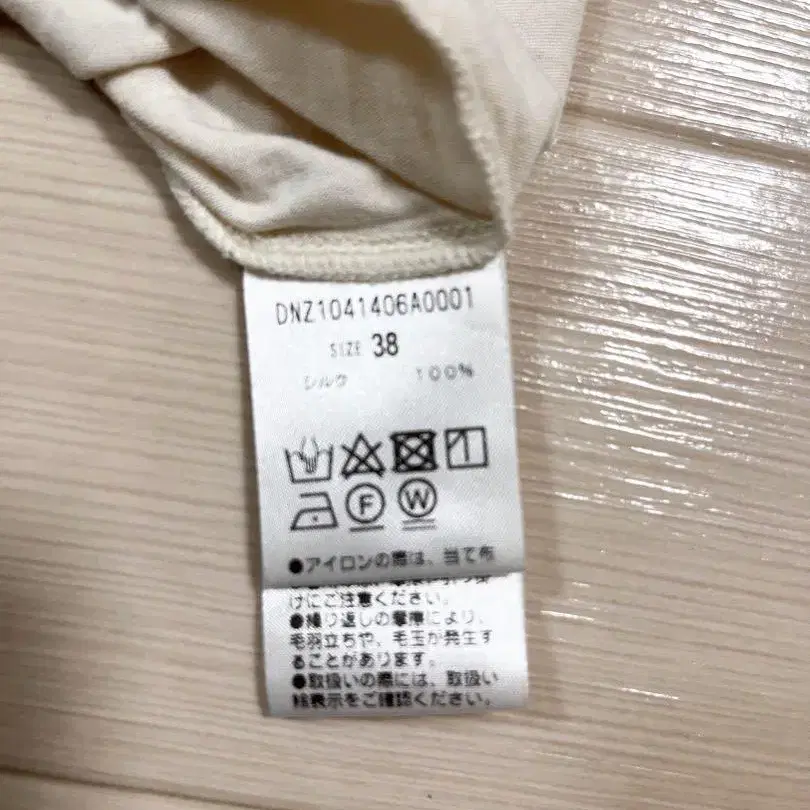 DNZ1041406A0001
SIZE 38
シルク 100%
F W
●アイロンの際は、当て布
けにご注意ください。
●繰り返しの摩擦により、
毛羽立ちや、毛玉が発生す
ることがあります。
●取扱いの際には、取扱い
絵表示をご確認ください。